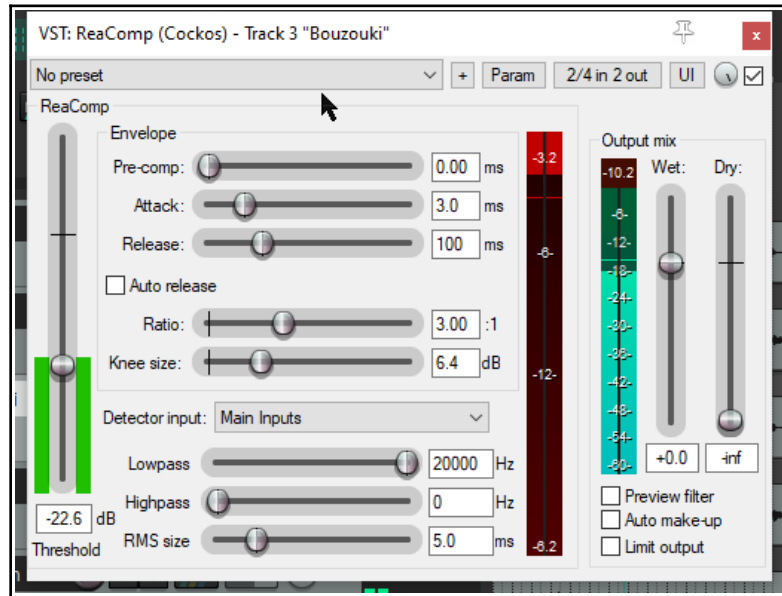 VST: ReaComp (Cockos) - Track 3 "Bouzouki"
x
No preset + Param 2/4 in 2 out UI
ReaComp
Envelope
Pre-comp: 0.00 ms
Attack: 3.0 ms
Release: 100 ms
Auto release
Ratio: 3.00 :1
Knee size: 6.4 dB
Detector input: Main Inputs
Lowpass 20000 Hz
Highpass 0 Hz
RMS size 5.0 ms
-22.6 dB
Threshold
-3.2
-6-
-12-
-6.2
Output mix
Wet: Dry:
-10.2
-6-
-12-
-18-
-24-
-30-
-36-
-42-
-48-
-54-
-60-
+0.0 -inf
Preview filter
Auto make-up
Limit output